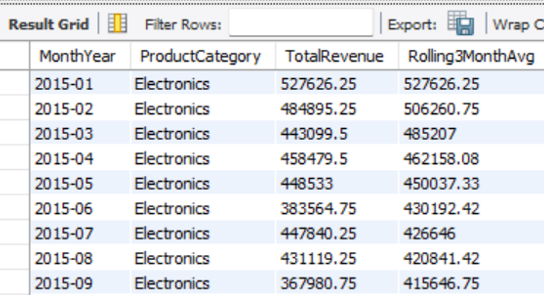 Result Grid Filter Rows: Export: Wrap C
MonthYear ProductCategory TotalRevenue Rolling3MonthAvg
2015-01 Electronics 527626.25 527626.25
2015-02 Electronics 484895.25 506260.75
2015-03 Electronics 443099.5 485207
2015-04 Electronics 458479.5 462158.08
2015-05 Electronics 448533 450037.33
2015-06 Electronics 383564.75 430192.42
2015-07 Electronics 447840.25 426646
2015-08 Electronics 431119.25 420841.42
2015-09 Electronics 367980.75 415646.75